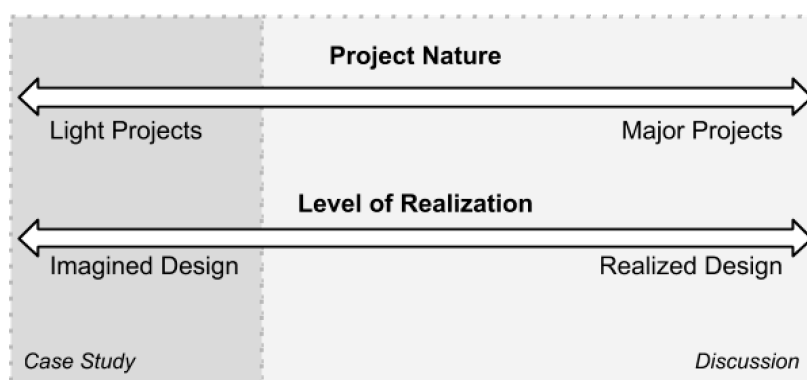 Project Nature
Light Projects
Major Projects
Level of Realization
Imagined Design
Realized Design
Case Study
Discussion